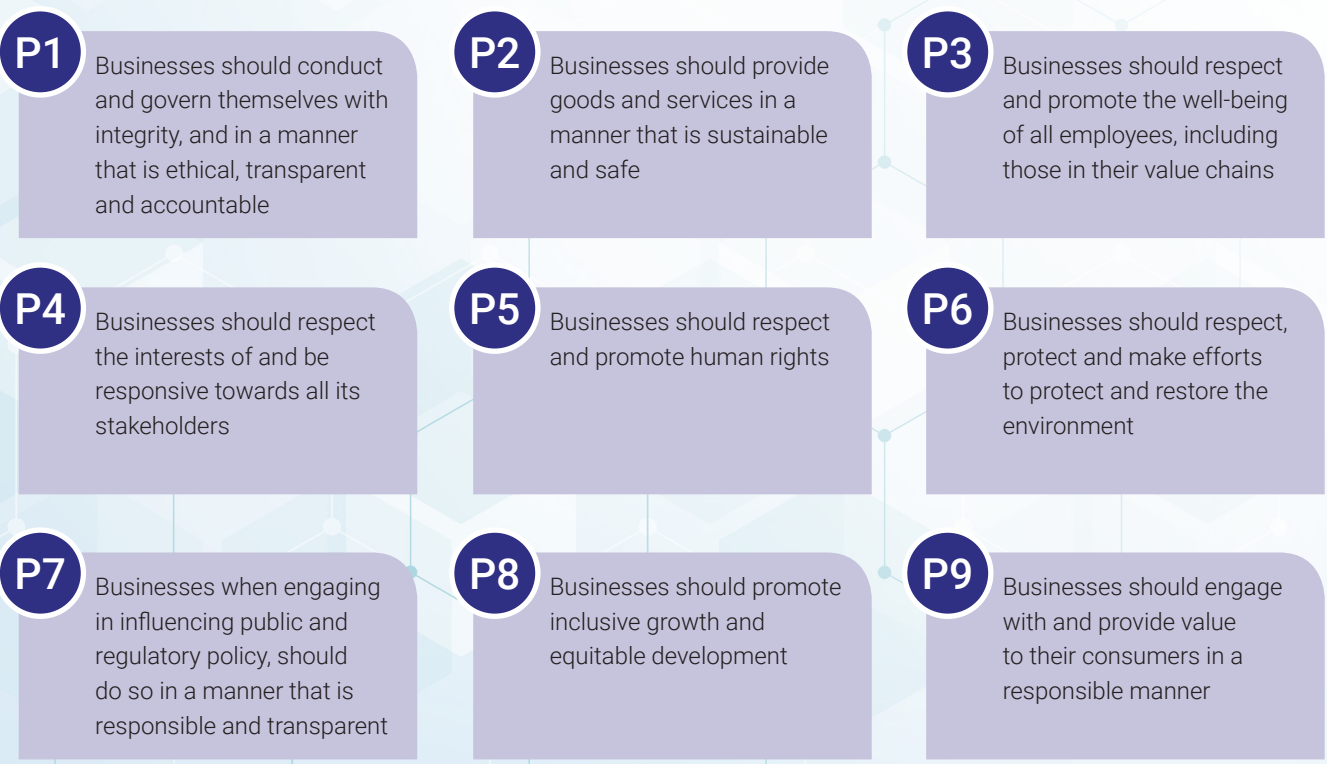 P1
Businesses should conduct
and govern themselves with
integrity, and in a manner
that is ethical, transparent
and accountable
P2
Businesses should provide
goods and services in a
manner that is sustainable
and safe
P3
Businesses should respect
and promote the well-being
of all employees, including
those in their value chains
P4
Businesses should respect
the interests of and be
responsive towards all its
stakeholders
P5
Businesses should respect
and promote human rights
P6
Businesses should respect,
protect and make efforts
to protect and restore the
environment
P7
Businesses when engaging
in influencing public and
regulatory policy, should
do so in a manner that is
responsible and transparent
P8
Businesses should promote
inclusive growth and
equitable development
P9
Businesses should engage
with and provide value
to their consumers in a
responsible manner